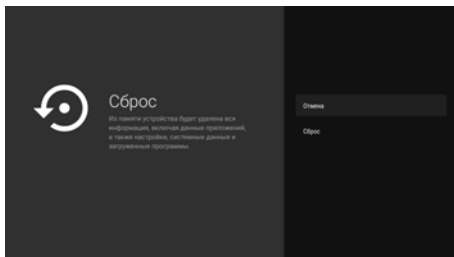 Сброс
Из памяти устройства будет удалена вся
информация, включая данные приложений,
а также настройки, системные данные и
загруженные программы.
Отмена
Сброс